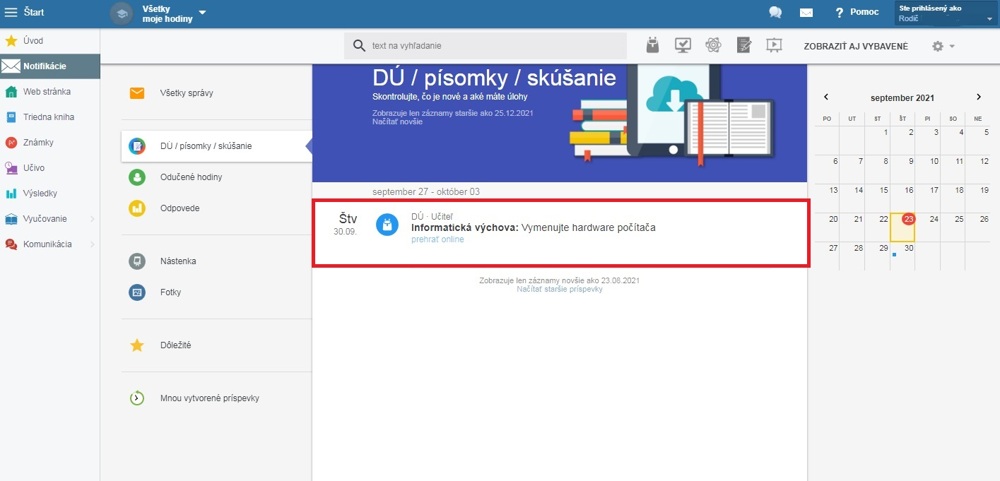 Štart
Všetky
moje hodiny
Pomoc
Ste prihlásený ako
Rodič
Úvod
Notifikácie
Web stránka
Triedna kniha
Známky
Učivo
Výsledky
Vyučovanie
Komunikácia
text na vyhľadanie
ZOBRAZIŤ AJ VYBAVENÉ
Všetky správy
DÚ / písomky / skúšanie
Odučené hodiny
Odpovede
Nástenka
Fotky
Dôležité
Mnou vytvorené príspevky
DÚ / písomky / skúšanie
Skontrolujte, čo je nové a aké máte úlohy
Zobrazuje len záznamy staršie ako 25.12.2021
Načítať novšie
september 27 - október 03
Štv
30.09.
DÚ · Učiteľ
Informatická výchova: Vymenujte hardware počítača
prehrať online
Zobrazuje len záznamy novšie ako 23.08.2021
Načítať staršie príspevky
september 2021
PO UT ST ŠT PI SO NE
1 2 3 4 5
6 7 8 9 10 11 12
13 14 15 16 17 18 19
20 21 22 23 24 25 26
27 28 29 30